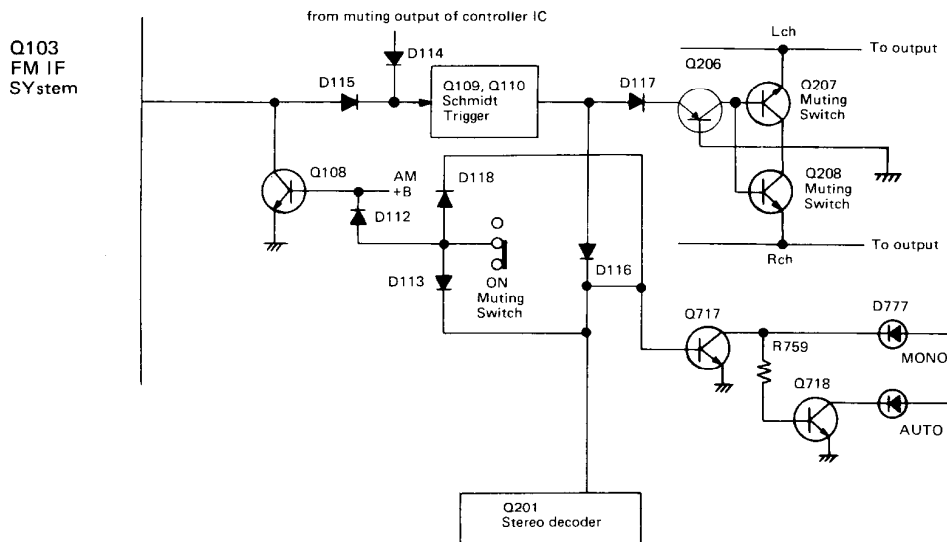 from muting output of controller IC
Q103
FM IF
SYstem
D114
D115
Q109, Q110
Schmidt
Trigger
D117
Q206
Lch
To output
Q207
Muting
Switch
Q108
AM
+B
D112
D118
Q208
Muting
Switch
To output
Rch
D113
ON
Muting
Switch
D116
Q717
R759
D777
MONO
Q718
AUTO
Q201
Stereo decoder